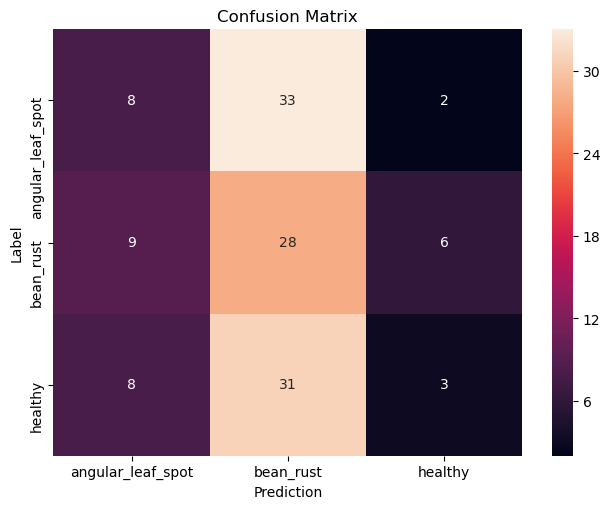 Confusion Matrix
Label
angular_leaf_spot
8 33 2
bean_rust
9 28 6
healthy
8 31 3
angular_leaf_spot bean_rust healthy
Prediction
30
24
18
12
6